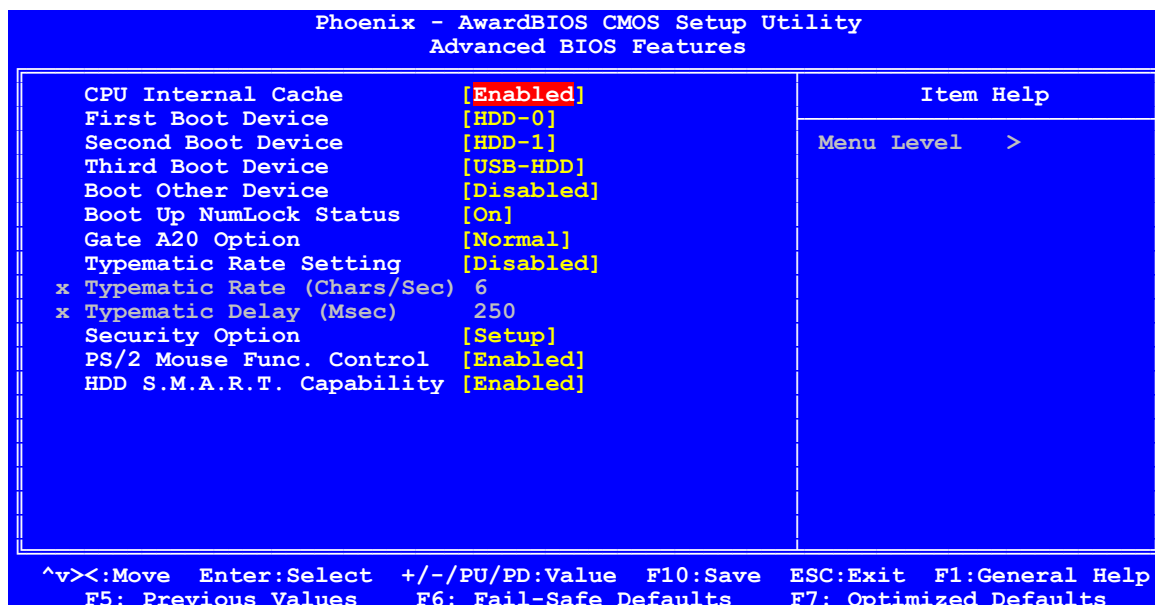 Phoenix - AwardBIOS CMOS Setup Utility
Advanced BIOS Features
CPU Internal Cache [Enabled]
First Boot Device [HDD-0]
Second Boot Device [HDD-1]
Third Boot Device [USB-HDD]
Boot Other Device [Disabled]
Boot Up NumLock Status [On]
Gate A20 Option [Normal]
Typematic Rate Setting [Disabled]
x Typematic Rate (Chars/Sec) 6
x Typematic Delay (Msec) 250
Security Option [Setup]
PS/2 Mouse Func. Control [Enabled]
HDD S.M.A.R.T. Capability [Enabled]
Item Help
Menu Level >
^v><:Move Enter:Select +/-/PU/PD:Value F10:Save ESC:Exit F1:General Help
F5: Previous Values F6: Fail-Safe Defaults F7: Optimized Defaults